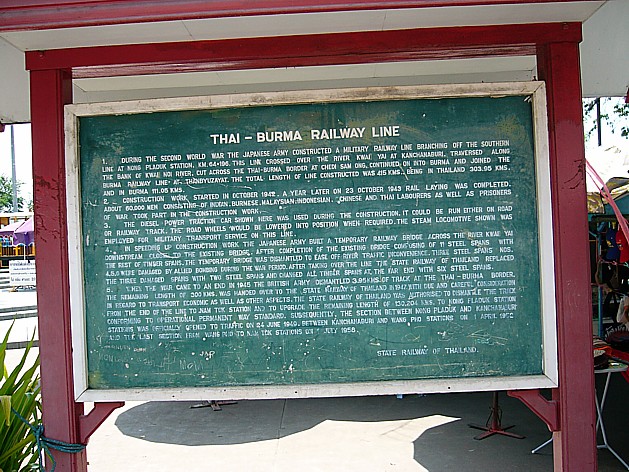 THAI - BURMA RAILWAY LINE
1. DURING THE SECOND WORLD WAR THE JAPANESE ARMY CONSTRUCTED A MILITARY RAILWAY LINE BRANCHING OFF THE SOUTHERN
LINE AT NONG PLADUK STATION, KM. 64+196. THIS LINK CROSSED OVER THE RIVER KWAE YAI AT KANCHANABURI, TRAVERSED ALONG
THE BANK OF KWAE NOI RIVER, CUT ACROSS THE THAI-BURMA BORDER AT CHEDI SAM ONG, CONTINUED ON INTO BURMA AND JOINED THE
BURMA RAILWAY LINE AT THANBYUZAYAT. THE TOTAL LENGTH OF LINE CONSTRUCTED WAS 415 KMS., BEING IN THAILAND 303.95 KMS.
AND IN BURMA 111.05 KMS.
2. CONSTRUCTION WORK STARTED IN OCTOBER 1942. A YEAR LATER ON 23 OCTOBER 1943 RAIL LAYING WAS COMPLETED.
ABOUT 60,000 MEN CONSISTING OF INDIAN, BURMESE, MALAYSIAN, INDONESIAN, CHINESE AND THAI LABOURERS AS WELL AS PRISONERS
OF WAR TOOK PART IN THE CONSTRUCTION WORK.
3. THE DIESEL POWER TRACTION CAR SHOWN HERE WAS USED DURING THE CONSTRUCTION. IT COULD BE RUN EITHER ON ROAD
OR RAILWAY TRACK. THE ROAD WHEELS WOULD BE LOWERED INTO POSITION WHEN REQUIRED. THE STEAM LOCOMOTIVE SHOWN WAS
EMPLOYED FOR MILITARY TRANSPORT SERVICE ON THIS LINE.
4. IN SPEEDING UP CONSTRUCTION WORK THE JAPANESE ARMY BUILT A TEMPORARY RAILWAY BRIDGE ACROSS THE RIVER KWAE YAI
DOWNSTREAM CLOSE TO THE EXISTING BRIDGE. AFTER COMPLETION OF THE EXISTING BRIDGE CONSISING OF 11 STEEL SPANS WITH
THE REST OF TIMBER SPANS, THE TEMPORARY BRIDGE WAS DISMANTLED TO EASE OFF RIVER TRAFFIC INCONVENIENCE. THREE STEEL SPANS NOS.
4,5,6 WERE DAMAGED BY ALLIED BOMBING DURING THE WAR PERIOD. AFTER TAKING OVER THE LINE THE STATE RAILWAY OF THAILAND REPLACED
THE THREE DAMAGED SPANS WITH TWO STEEL SPANS AND CHANGED ALL TIMBER SPANS AT THE FAR END WITH SIX STEEL SPANS.
5. WHEN THE WAR CAME TO AN END IN 1945 THE BRITISH ARMY DISMANTLED 3.95 KMS. OF TRACK AT THE THAI-BURMA BORDER.
THE REMAINING LENGTH OF 300 KMS. WAS HANDED OVER TO THE STATE RAILWAY OF THAILAND IN 1947 WITH DUE AND CAREFUL CONSIDERATION
IN REGARD TO TRANSPORT ECONOMIC AS WELL AS OTHER ASPECTS. THE STATE RAILWAY OF THAILAND WAS AUTHORISED TO DISMANTLE THE TRACK
FROM THE END OF THE LINE TO NAM TOK STATION AND TO UPGRADE THE REMAINING LENGTH OF 130.204 KMS. TO NONG PLADUK STATION
CONFORMING TO OPERATIONAL PERMANENT WAY STANDARD. SUBSEQUENTLY, THE SECTION BETWEEN NONG PLADUK AND KANCHANABURI
STATIONS WAS OFFICIALLY OPENED TO TRAFFIC ON 24 JUNE 1949. BETWEEN KANCHANABURI AND WANG PHO STATIONS ON 1 APRIL 1952
AND THE LAST SECTION FROM WANG PHO TO NAM TOK STATIONS ON 1 JULY 1958.
STATE RAILWAY OF THAILAND.